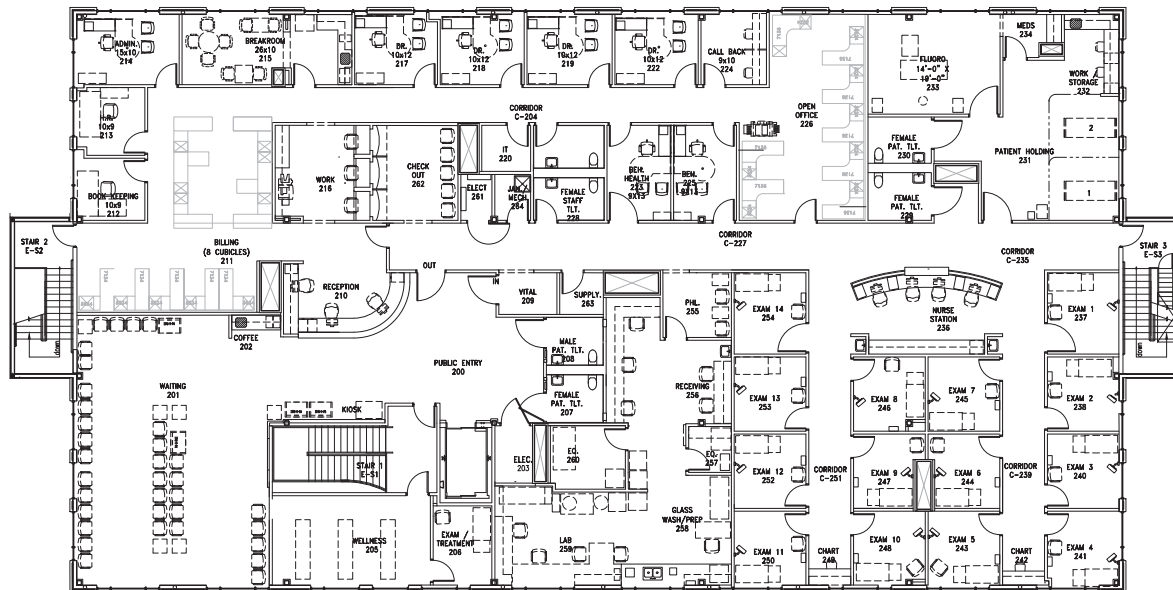 ADMIN.
15x10
214
BREAKROOM
26x10
215
DR.
10x12
217
DR.
10x12
218
DR.
10x12
219
DR.
10x12
222
CALL BACK
9x10
224
OPEN
OFFICE
226
FLUORO.
14'-0" X
19'-0"
233
MEDS
234
WORK /
STORAGE
232
10x9
213
CORRIDOR
C-204
WORK
216
CHECK
OUT
262
IT
220
ELECT
261
JAN./
MECH.
264
FEMALE
STAFF
TLT.
228
BEH.
HEALTH
223
9X13
BEH.
225
9X13
FEMALE
PAT. TLT.
230
FEMALE
PAT. TLT.
229
PATIENT HOLDING
231
2
1
BOOK KEEPING
10x9
212
STAIR 2
E-S2
down
BILLING
(8 CUBICLES)
211
OUT
IN
CORRIDOR
C-227
CORRIDOR
C-235
STAIR 3
E-S3
down
RECEPTION
210
VITAL
209
SUPPLY.
263
PHL.
255
EXAM 14
254
NURSE
STATION
236
EXAM 1
237
COFFEE
202
PUBLIC ENTRY
200
MALE
PAT. TLT.
208
FEMALE
PAT. TLT.
207
RECEIVING
256
WAITING
201
KIOSK
EXAM 13
253
EXAM 8
246
EXAM 7
245
EXAM 2
238
STAIR 1
E-S1
ELEC.
203
EQ.
260
EQ.
257
EXAM 12
252
CORRIDOR
C-251
EXAM 9
247
EXAM 6
244
CORRIDOR
C-239
EXAM 3
240
WELLNESS
205
EXAM /
TREATMENT
206
LAB
259
GLASS
WASH/PREP
258
EXAM 11
250
CHART
249
EXAM 10
248
EXAM 5
243
CHART
242
EXAM 4
241